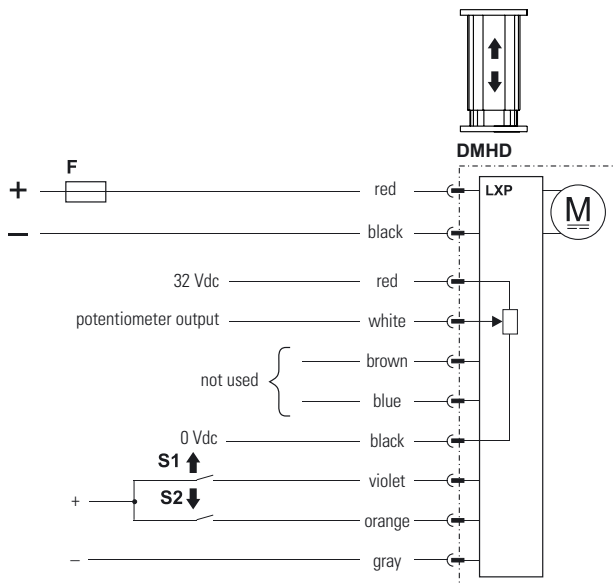 DMHD
F
+
red
LXP
M
−
black
32 Vdc
red
potentiometer output
white
not used
brown
blue
0 Vdc
black
S1
violet
+
S2
orange
−
gray